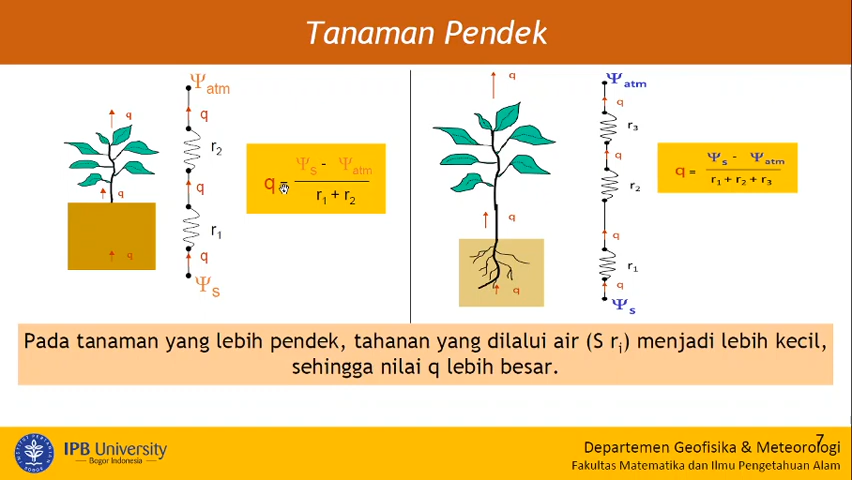 Tanaman Pendek
Ψatm
q
q
r2
q
q
r1
q
q
Ψs
q = Ψs - Ψatm
r1 + r2
q
Ψatm
q
r3
q
r2
q
q
r1
q
q
Ψs
q = Ψs - Ψatm
r1 + r2 + r3
Pada tanaman yang lebih pendek, tahanan yang dilalui air (S ri) menjadi lebih kecil,
sehingga nilai q lebih besar.
IPB University
Bogor Indonesia
7
Departemen Geofisika & Meteorologi
Fakultas Matematika dan Ilmu Pengetahuan Alam